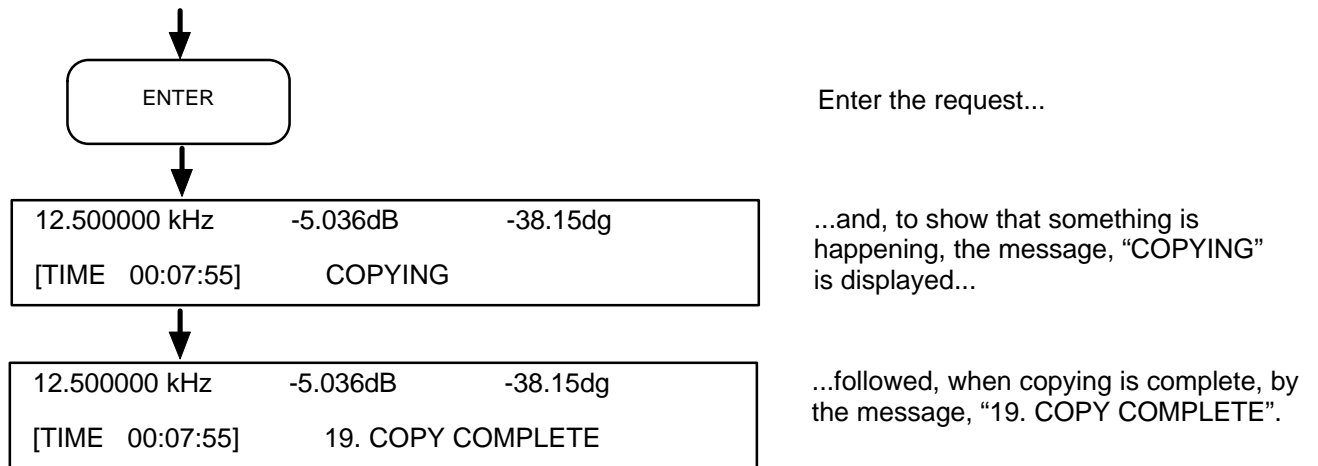 ENTER
Enter the request...
12.500000 kHz -5.036dB -38.15dg
[TIME 00:07:55] COPYING
...and, to show that something is
happening, the message, “COPYING”
is displayed...
12.500000 kHz -5.036dB -38.15dg
[TIME 00:07:55] 19. COPY COMPLETE
...followed, when copying is complete, by
the message, “19. COPY COMPLETE”.